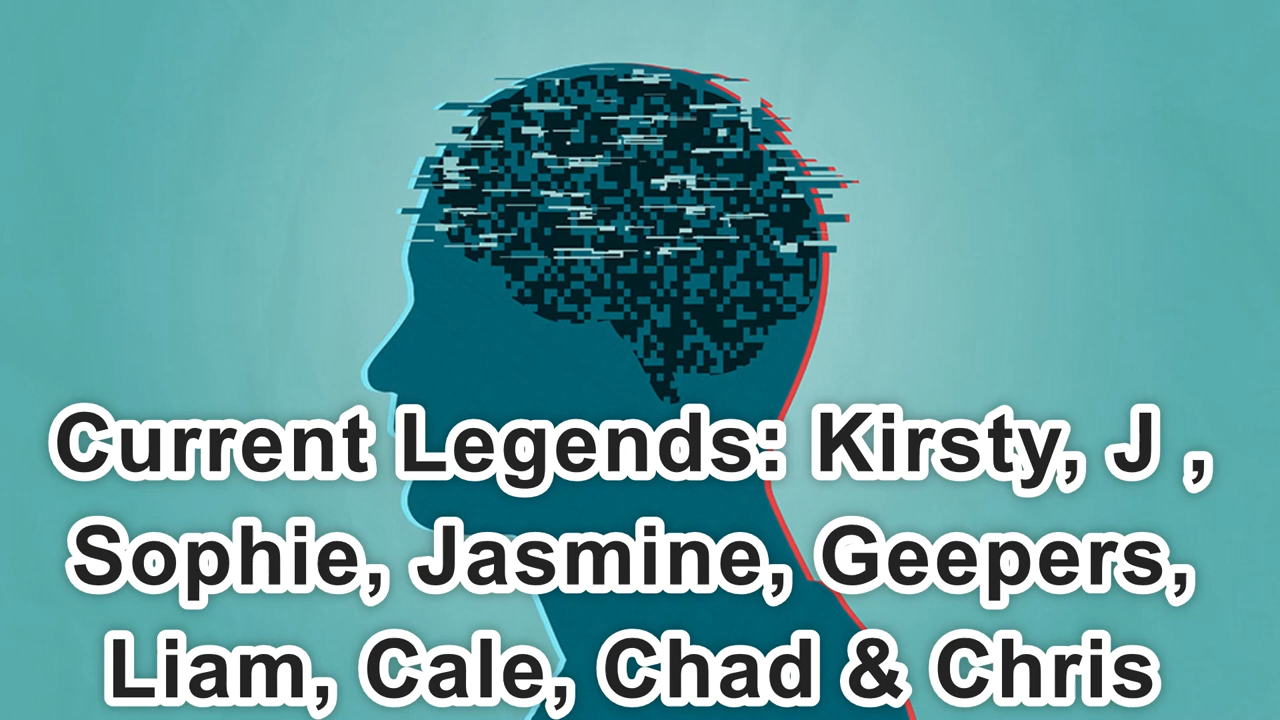 Current Legends: Kirsty, J ,
Sophie, Jasmine, Geepers,
Liam, Cale, Chad & Chris